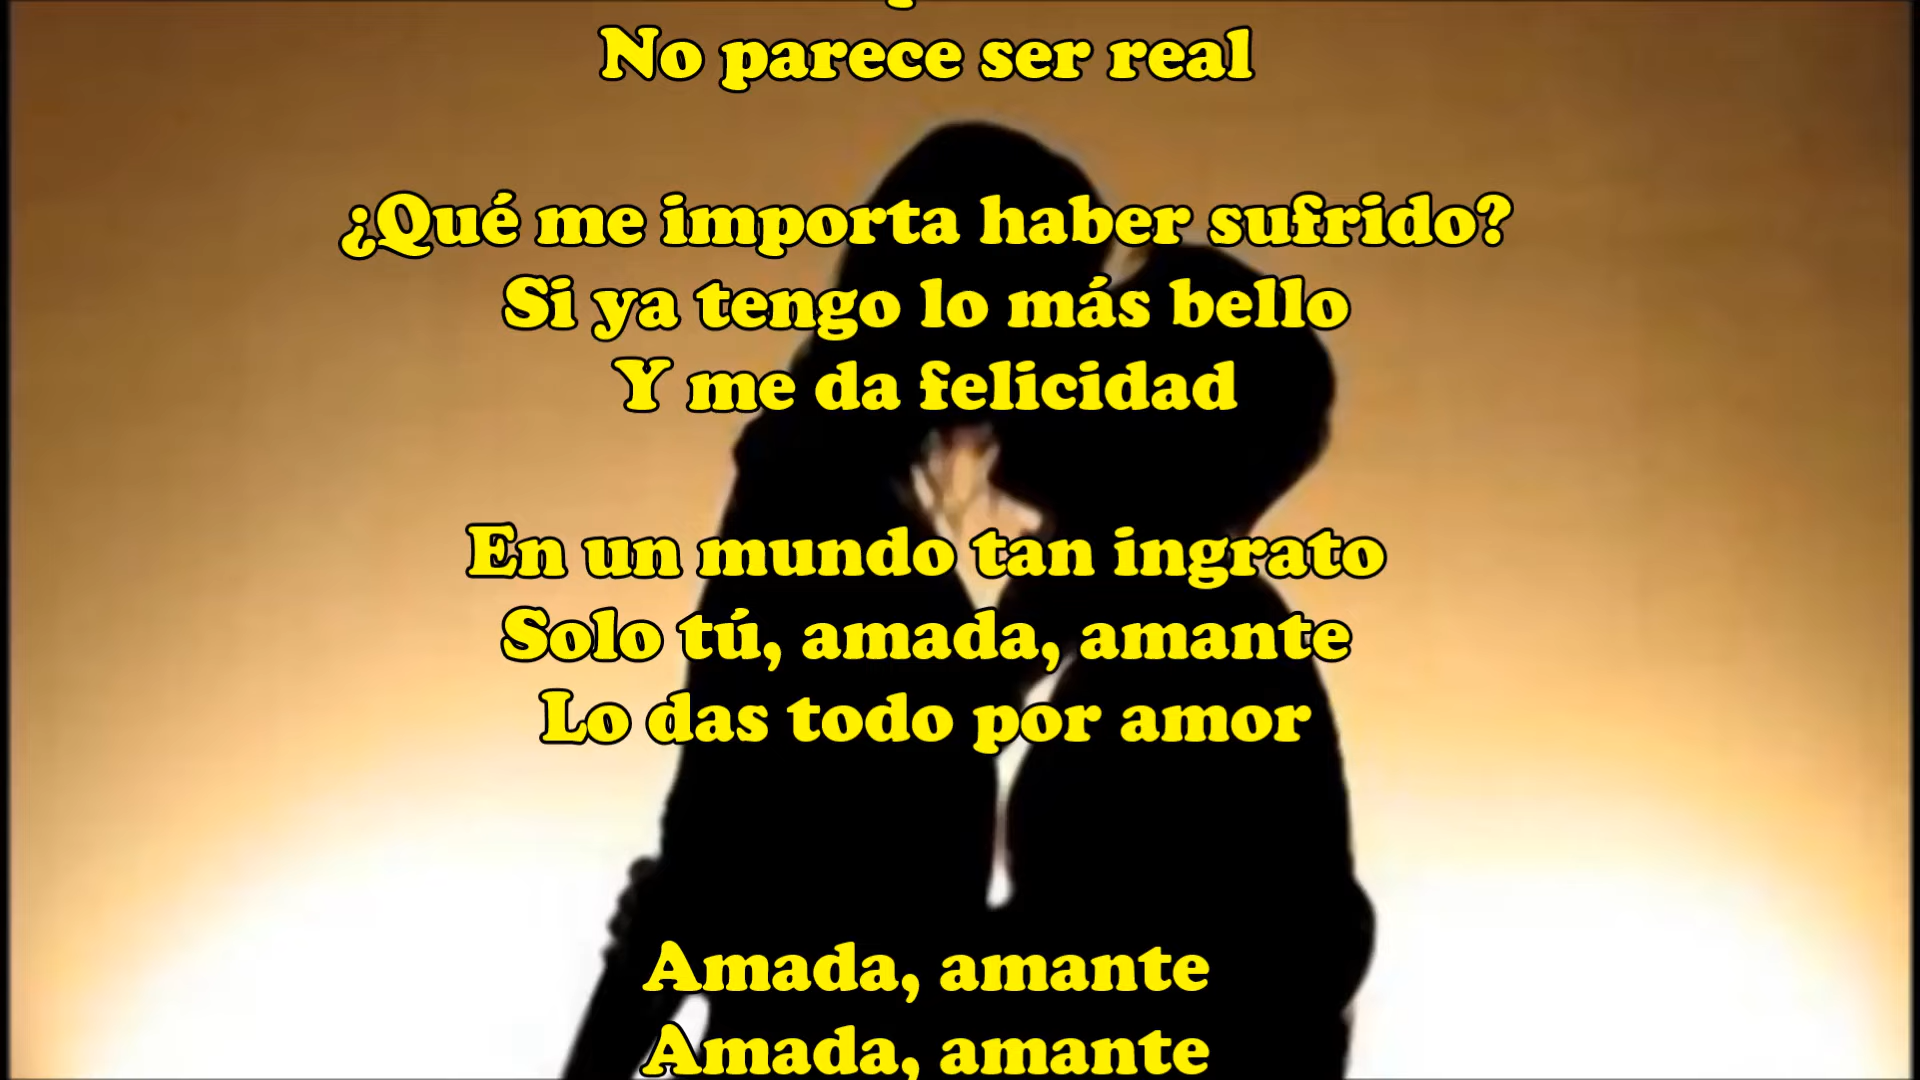 No parece ser real
¿Qué me importa haber sufrido?
Si ya tengo lo más bello
Y me da felicidad
En un mundo tan ingrato
Solo tú, amada, amante
Lo das todo por amor
Amada, amante
Amada, amante